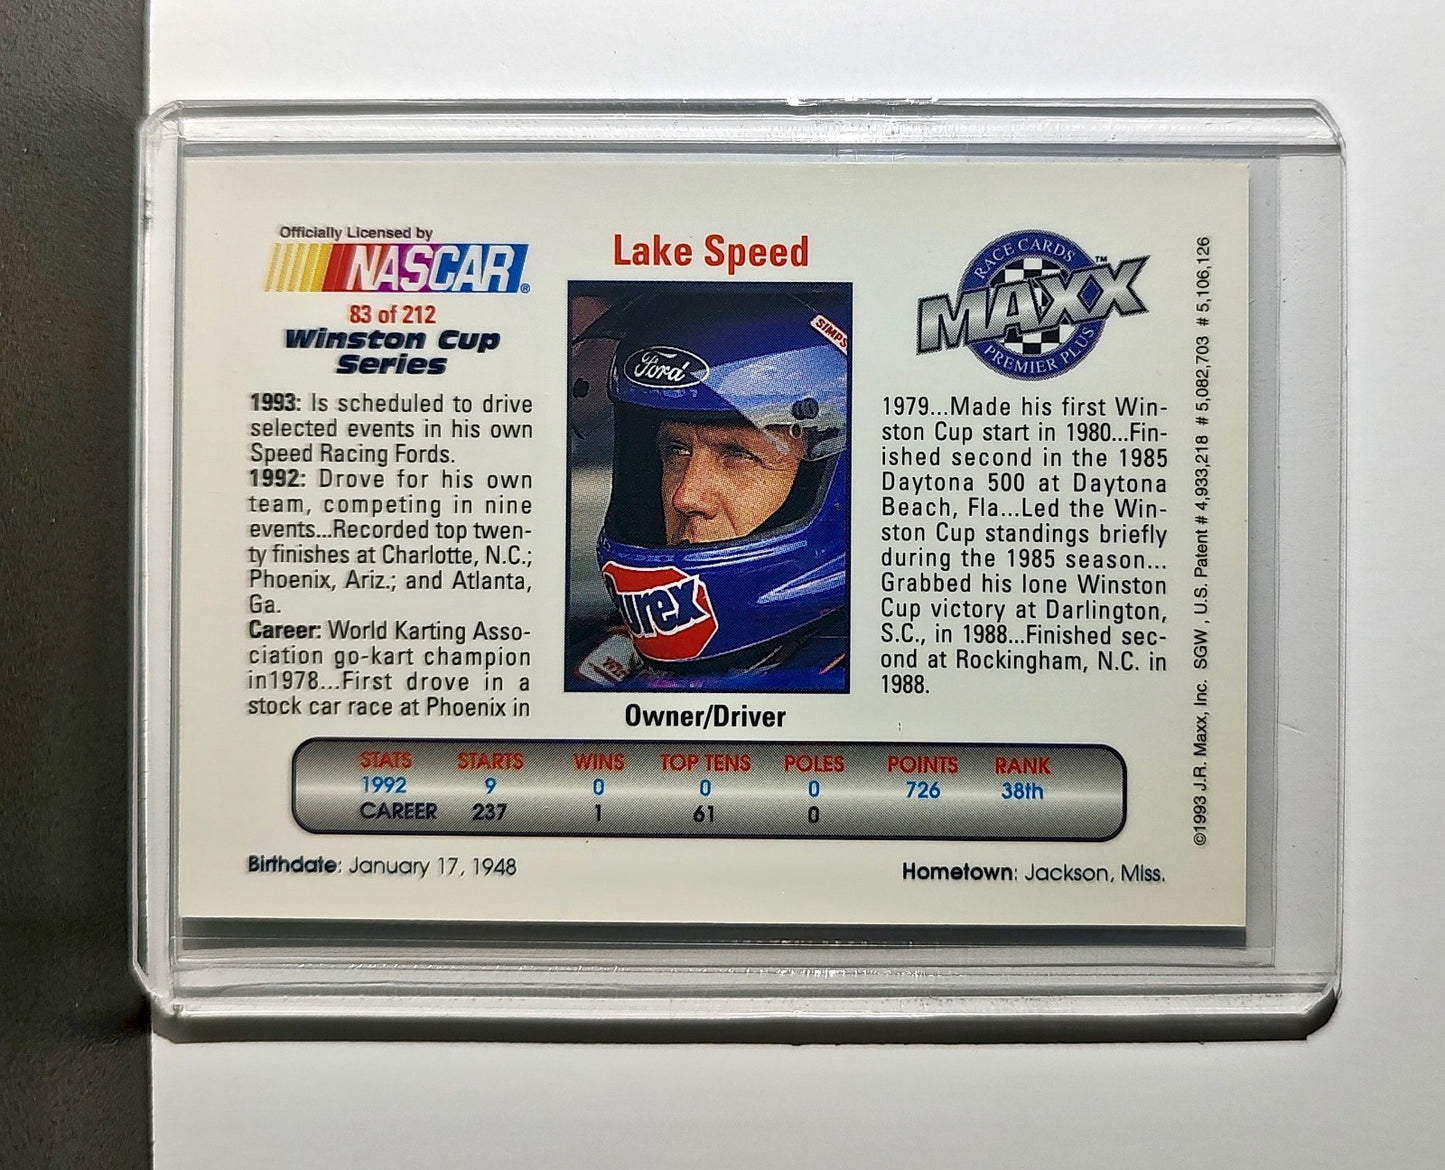 Officially Licensed by
NASCAR®
83 of 212
Winston Cup
Series
1993: Is scheduled to drive
selected events in his own
Speed Racing Fords.
1992: Drove for his own
team, competing in nine
events...Recorded top twen-
ty finishes at Charlotte, N.C.;
Phoenix, Ariz.; and Atlanta,
Ga.
Career: World Karting Asso-
ciation go-kart champion
in1978...First drove in a
stock car race at Phoenix in
Lake Speed
SIMPS
Ford
urex
Win
Owner/Driver
RACE CARDS
MAXX™
PREMIER PLUS
1979...Made his first Win-
ston Cup start in 1980...Fin-
ished second in the 1985
Daytona 500 at Daytona
Beach, Fla...Led the Win-
ston Cup standings briefly
during the 1985 season...
Grabbed his lone Winston
Cup victory at Darlington,
S.C., in 1988...Finished sec-
ond at Rockingham, N.C. in
1988.
STATS STARTS WINS TOP TENS POLES POINTS RANK
1992 9 0 0 0 726 38th
CAREER 237 1 61 0
Birthdate: January 17, 1948
Hometown: Jackson, Miss.
©1993 J.R. Maxx, Inc. SGW , U.S. Patent # 4,933,218 # 5,082,703 # 5,106,126